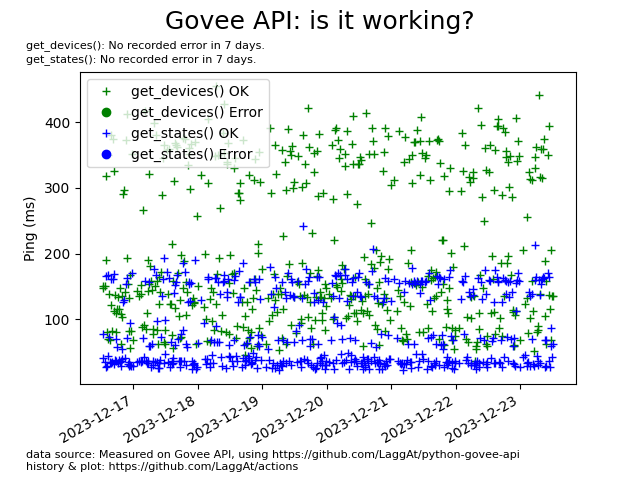 Govee API: is it working?
get_devices(): No recorded error in 7 days.
get_states(): No recorded error in 7 days.
get_devices() OK
get_devices() Error
get_states() OK
get_states() Error
400
300
200
100
Ping (ms)
2023-12-17
2023-12-18
2023-12-19
2023-12-20
2023-12-21
2023-12-22
2023-12-23
data source: Measured on Govee API, using https://github.com/LaggAt/python-govee-api
history & plot: https://github.com/LaggAt/actions